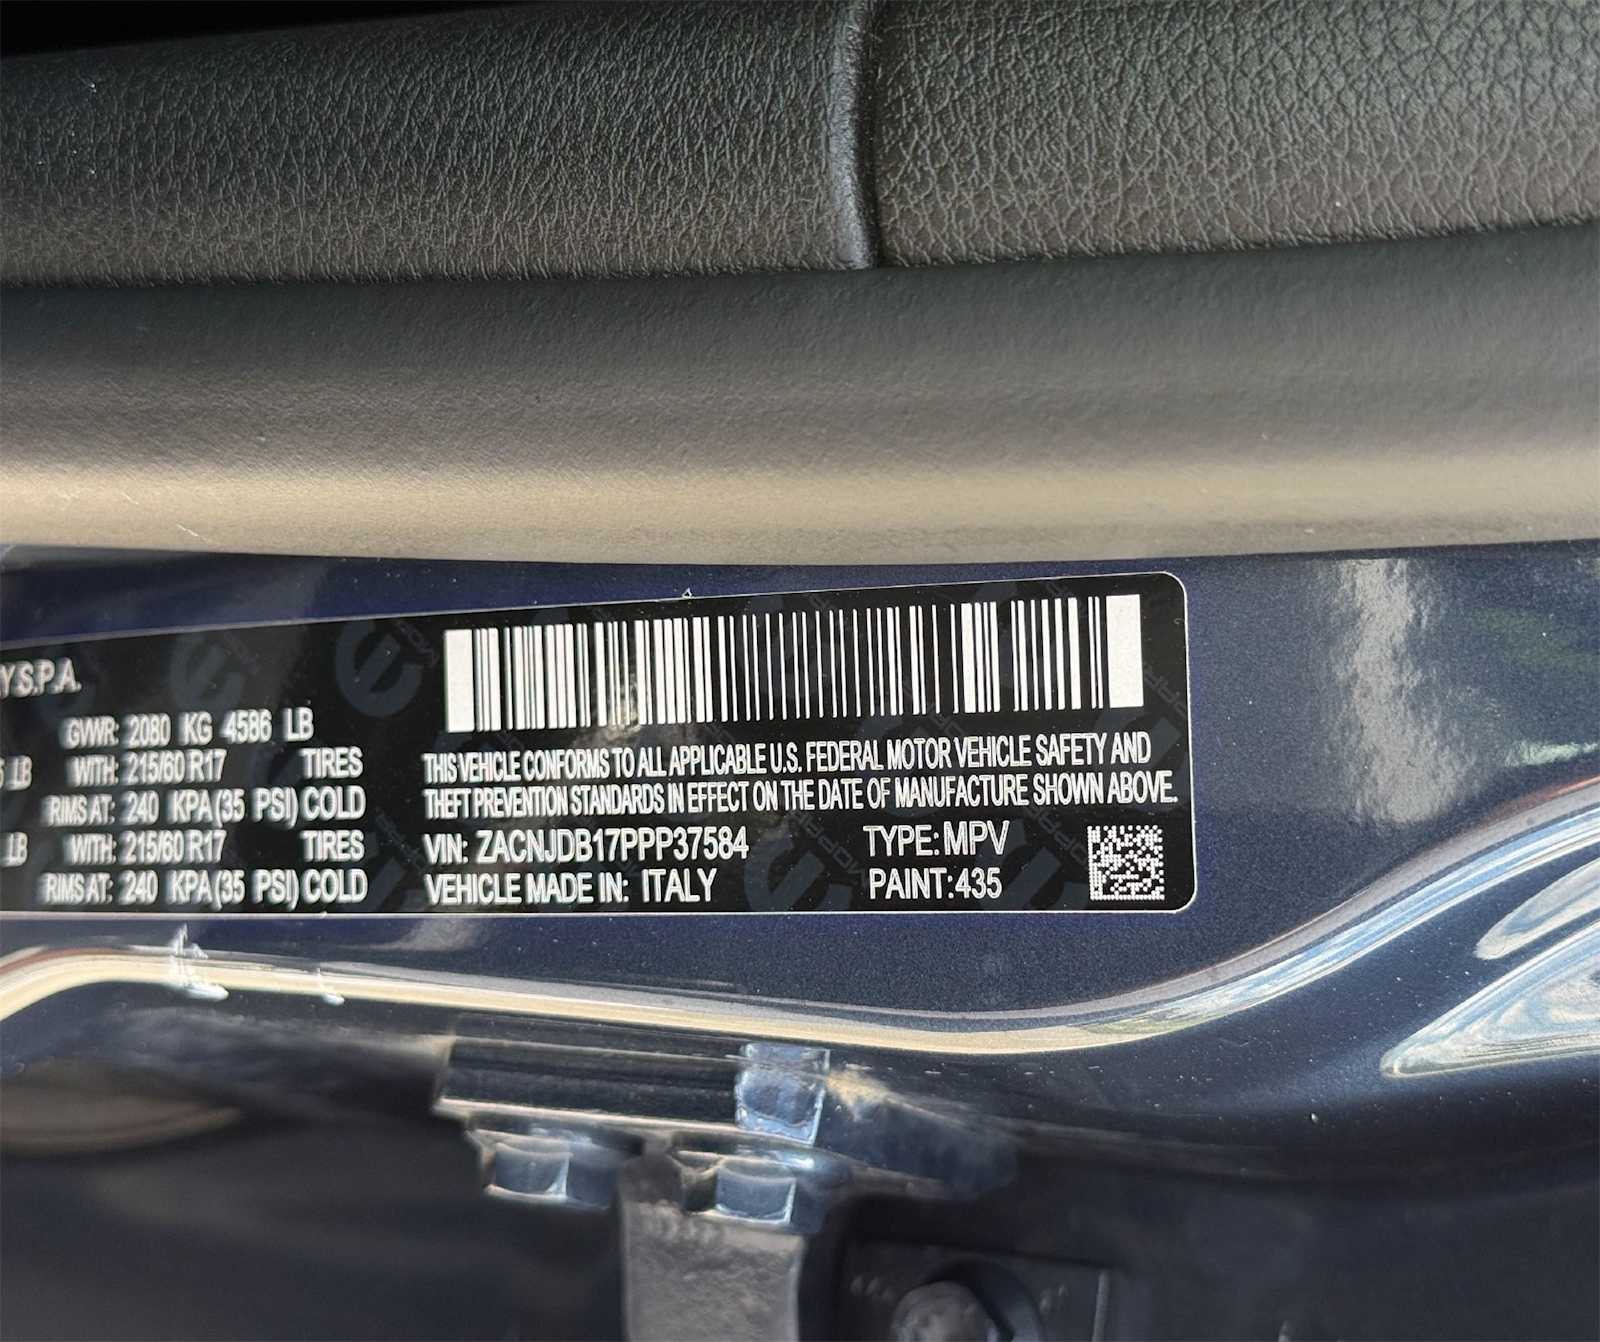 Y S.P.A.
GVWR: 2080 KG 4586 LB
LB WITH: 215/60 R17 TIRES
RIMS AT: 240 KPA(35 PSI) COLD
LB WITH: 215/60 R17 TIRES
RIMS AT: 240 KPA(35 PSI) COLD
THIS VEHICLE CONFORMS TO ALL APPLICABLE U.S. FEDERAL MOTOR VEHICLE SAFETY AND
THEFT PREVENTION STANDARDS IN EFFECT ON THE DATE OF MANUFACTURE SHOWN ABOVE.
VIN: ZACNJDB17PPP37584 TYPE: MPV
VEHICLE MADE IN: ITALY PAINT: 435